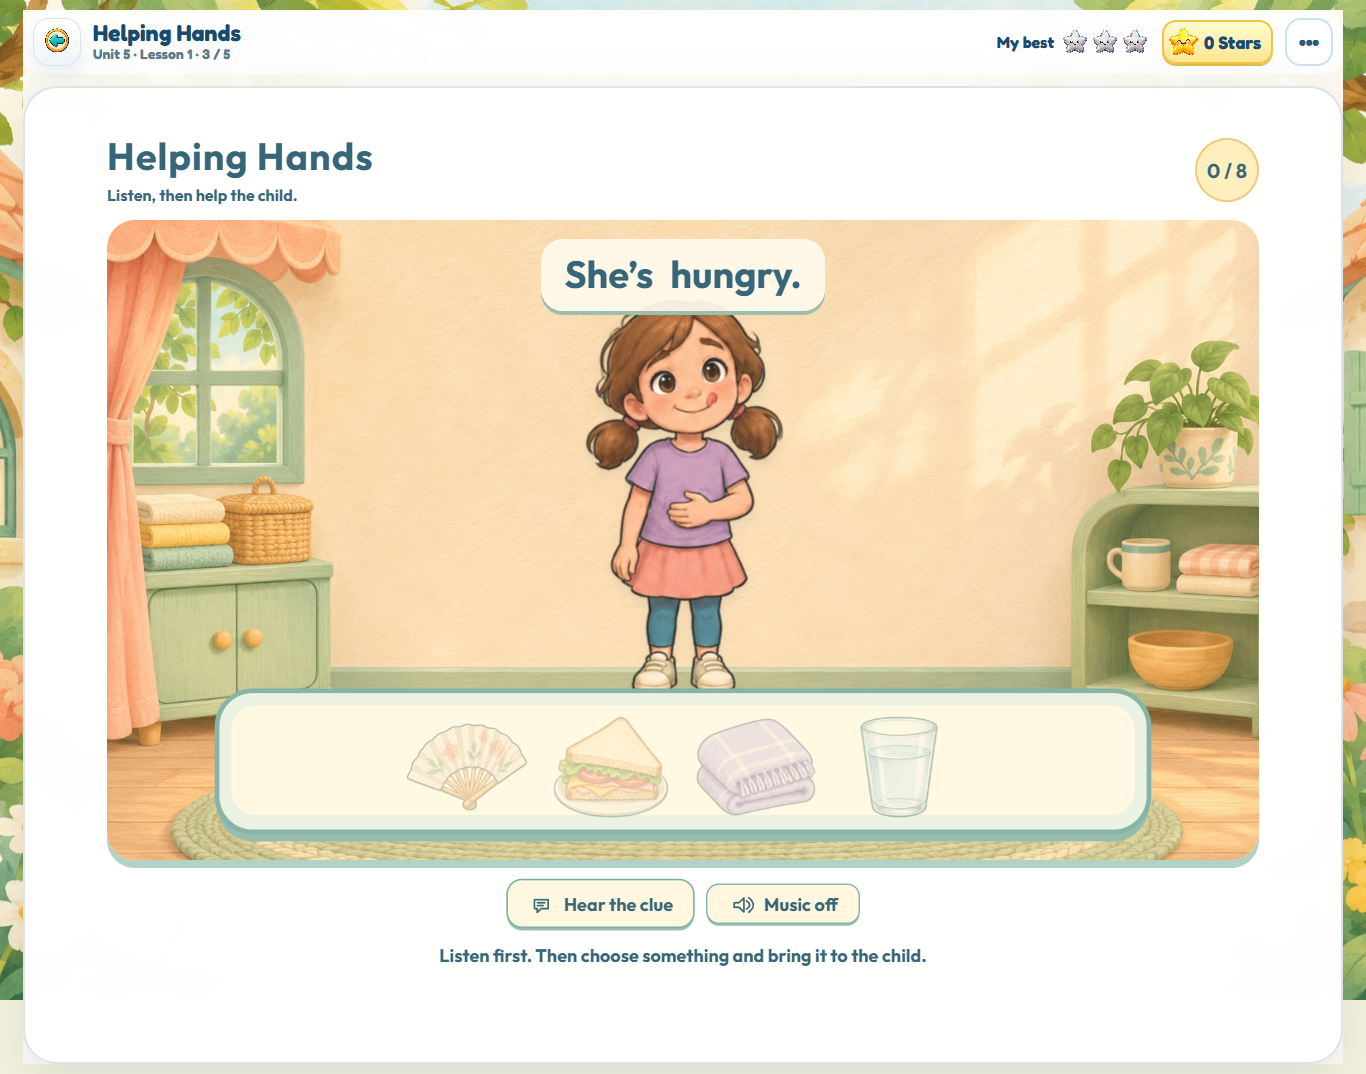 Helping Hands
Unit 5 · Lesson 1 · 3 / 5
My best
0 Stars
Helping Hands
Listen, then help the child.
0 / 8
She’s hungry.
Hear the clue
Music off
Listen first. Then choose something and bring it to the child.